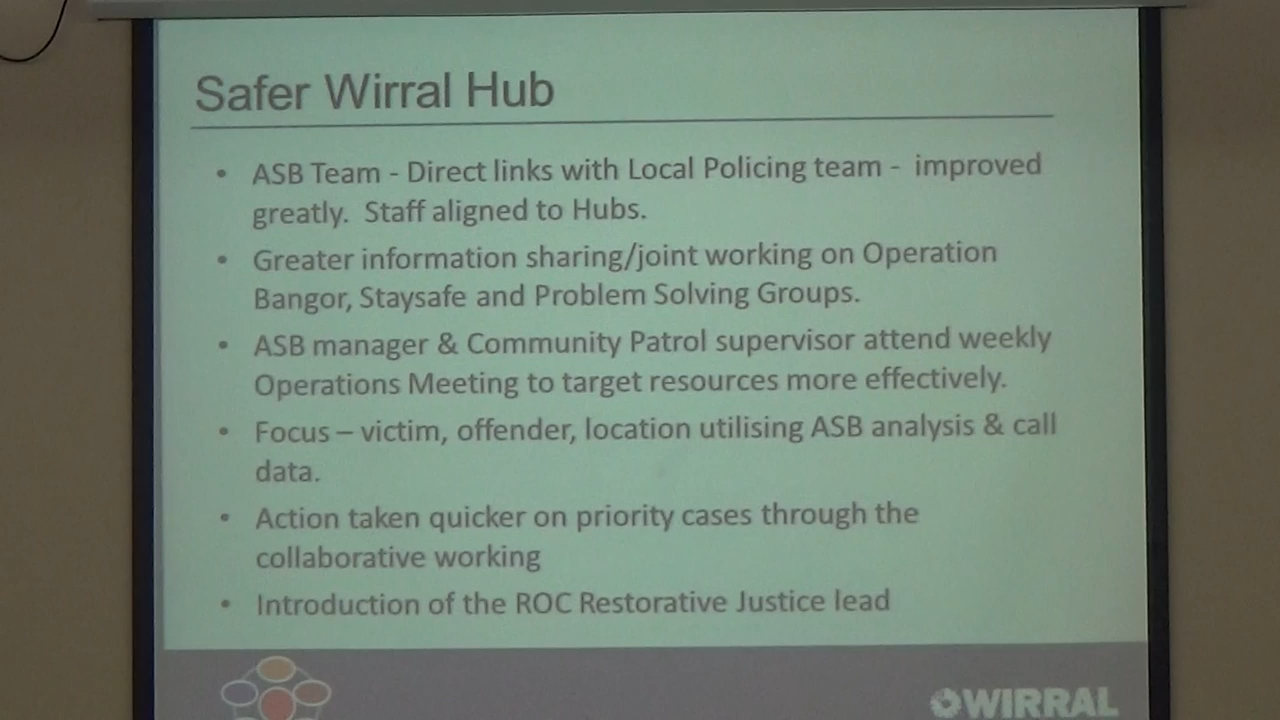 Safer Wirral Hub
• ASB Team - Direct links with Local Policing team - improved
greatly. Staff aligned to Hubs.
• Greater information sharing/joint working on Operation
Bangor, Staysafe and Problem Solving Groups.
• ASB manager & Community Patrol supervisor attend weekly
Operations Meeting to target resources more effectively.
• Focus – victim, offender, location utilising ASB analysis & call
data.
• Action taken quicker on priority cases through the
collaborative working
• Introduction of the ROC Restorative Justice lead
WIRRAL